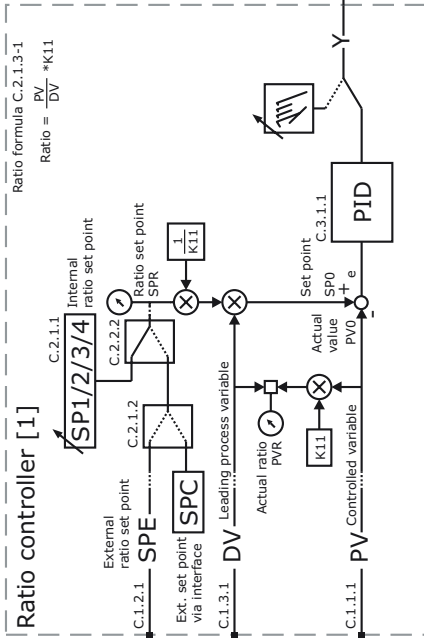 Ratio controller [1]
Ratio formula C.2.1.3-1
Ratio = PV/DV *K11
C.2.1.1
Internal
ratio set point
SP1/2/3/4
C.2.2.2
Ratio set point
SPR
1/K11
External
ratio set point
C.1.2.1
SPE
C.2.1.2
Ext. set point
via interface
SPC
C.1.3.1
DV
Leading process variable
Actual ratio
PVR
K11
Set point
SP0
+
e
Actual
value
PV0
-
C.3.1.1
PID
Y
C.1.1.1
PV
Controlled variable